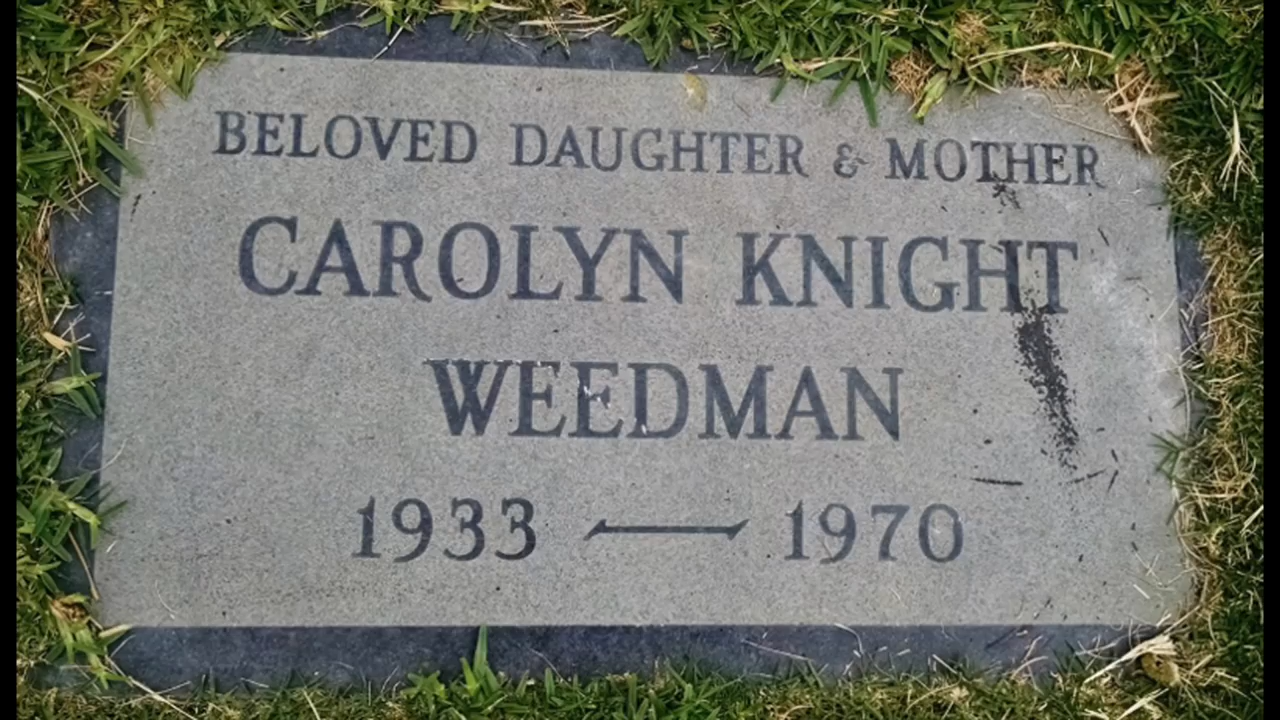 BELOVED DAUGHTER & MOTHER
CAROLYN KNIGHT
WEEDMAN
1933 — 1970